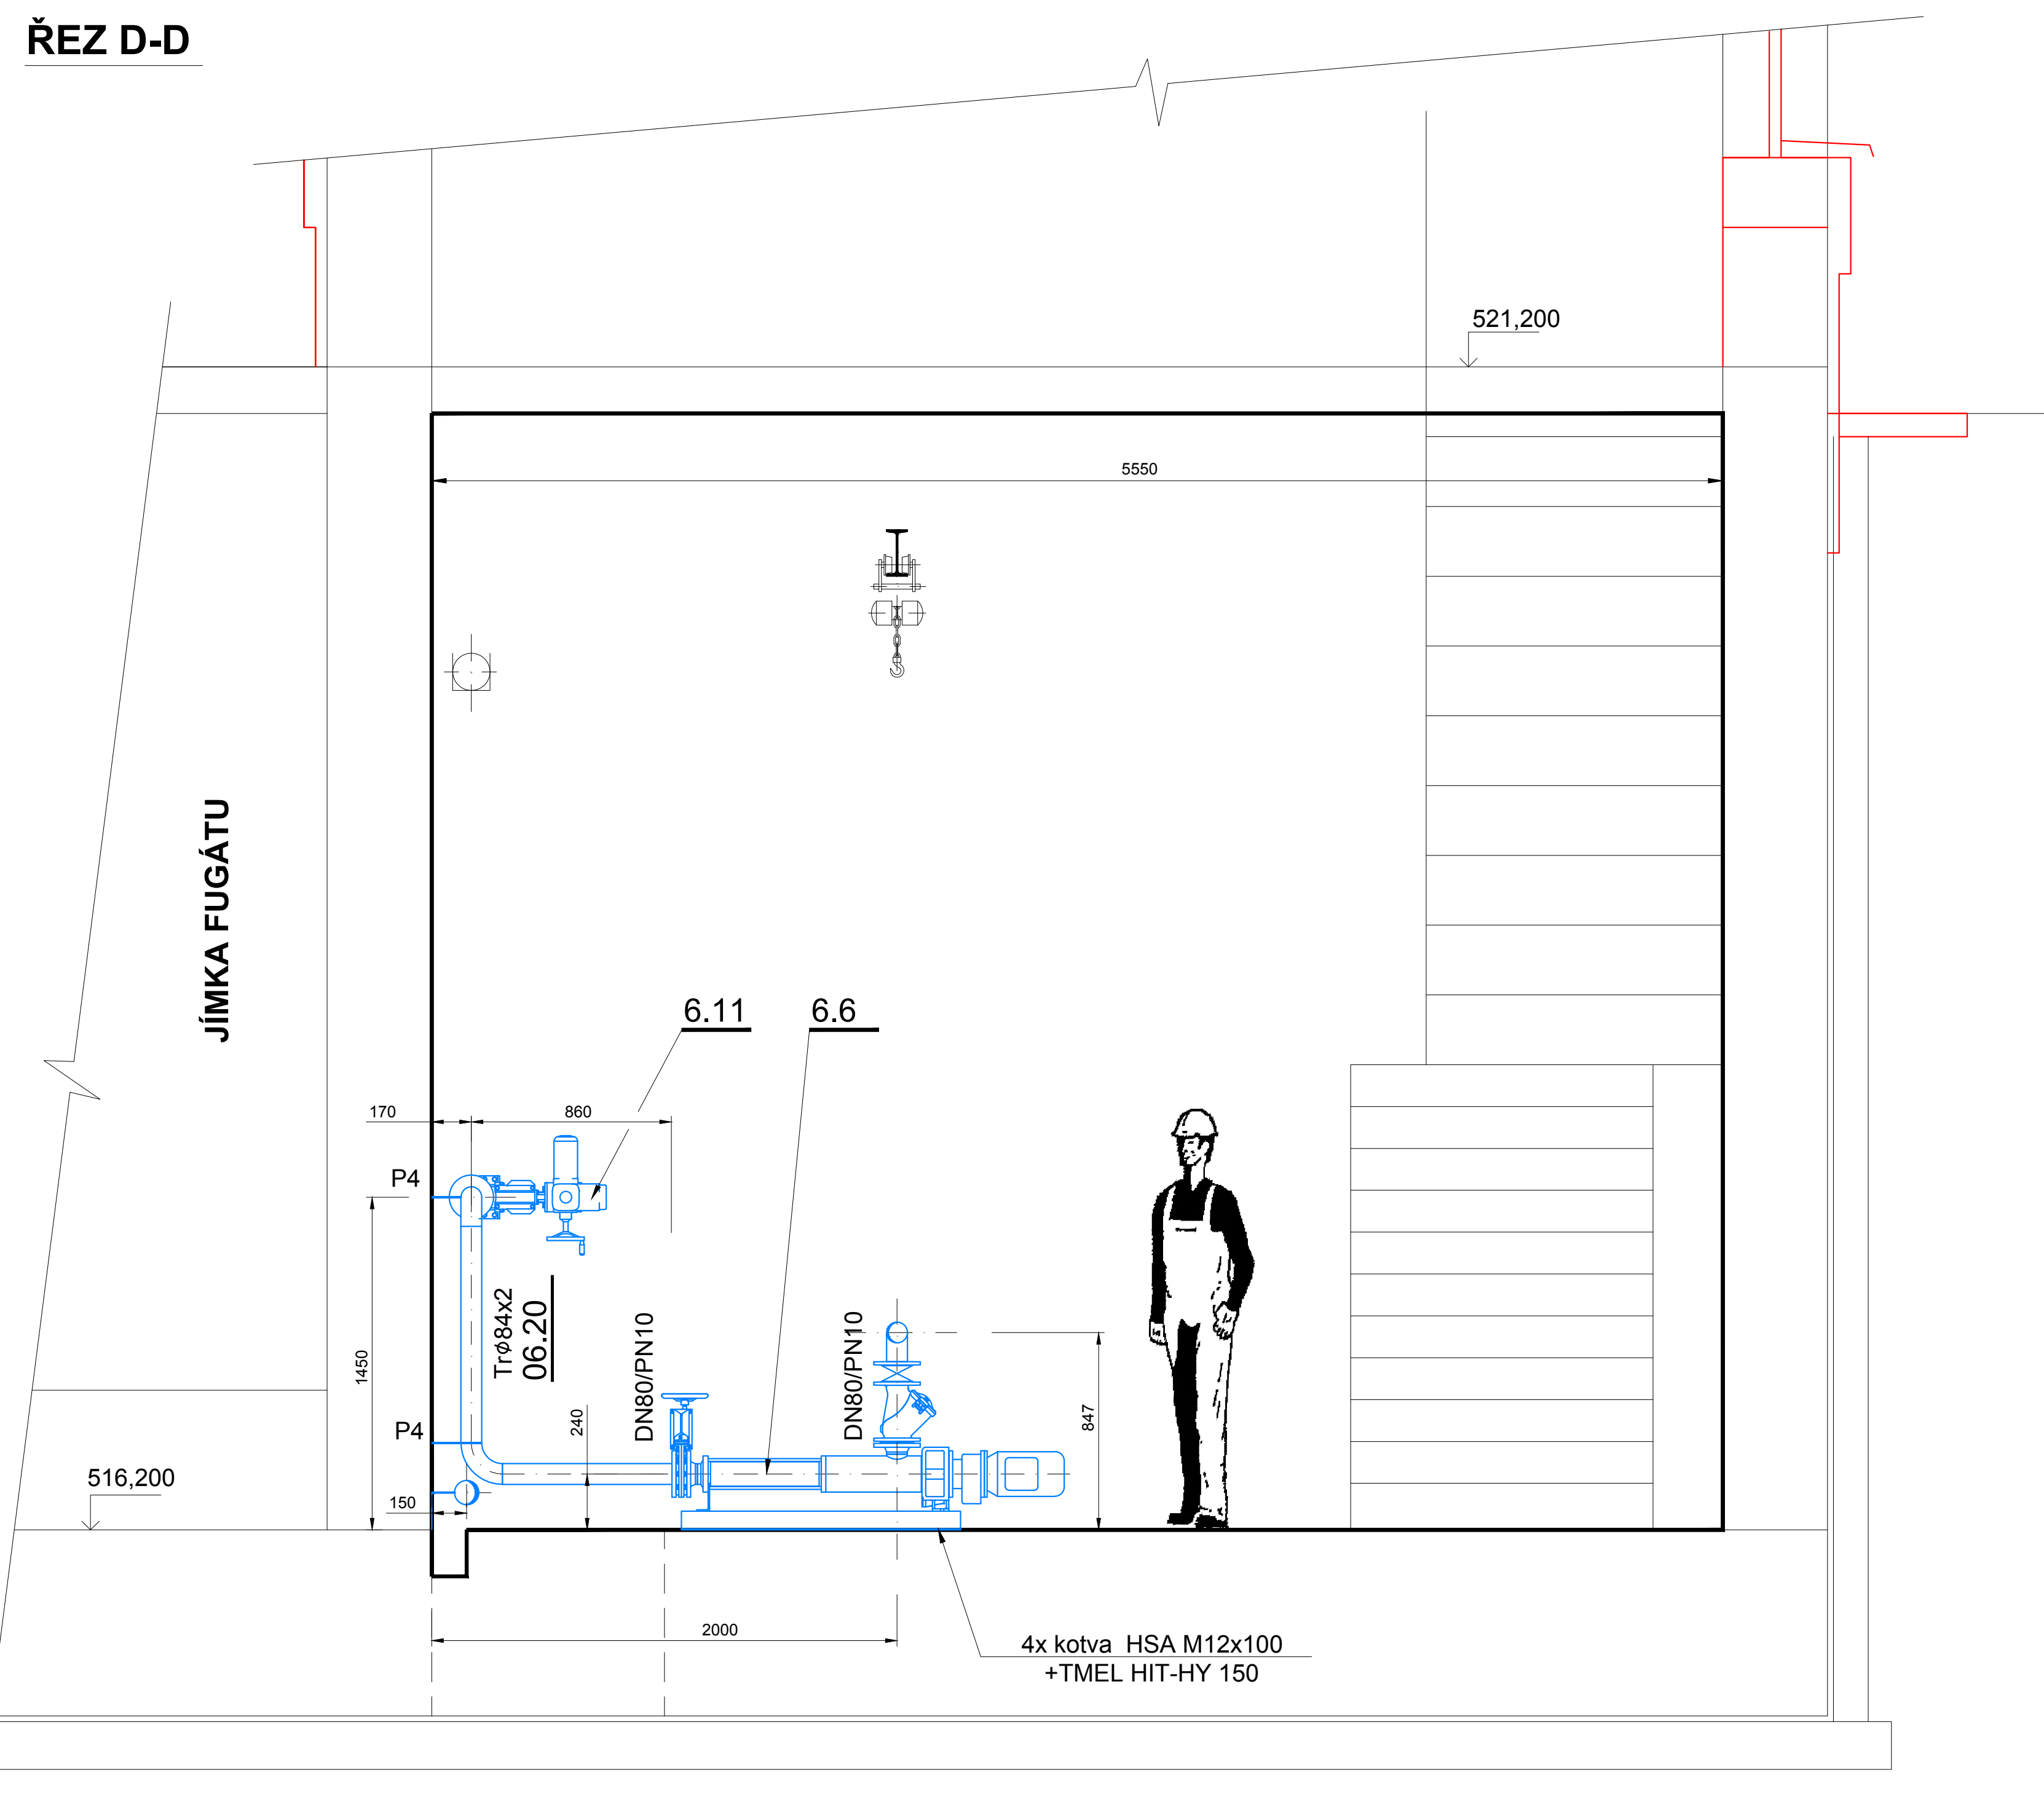 ŘEZ D-D
521,200
5550
JÍMKA FUGÁTU
6.11
6.6
170
860
P4
Trϕ84x2
06.20
DN80/PN10
DN80/PN10
1450
240
847
P4
516,200
150
2000
4x kotva HSA M12x100
+TMEL HIT-HY 150